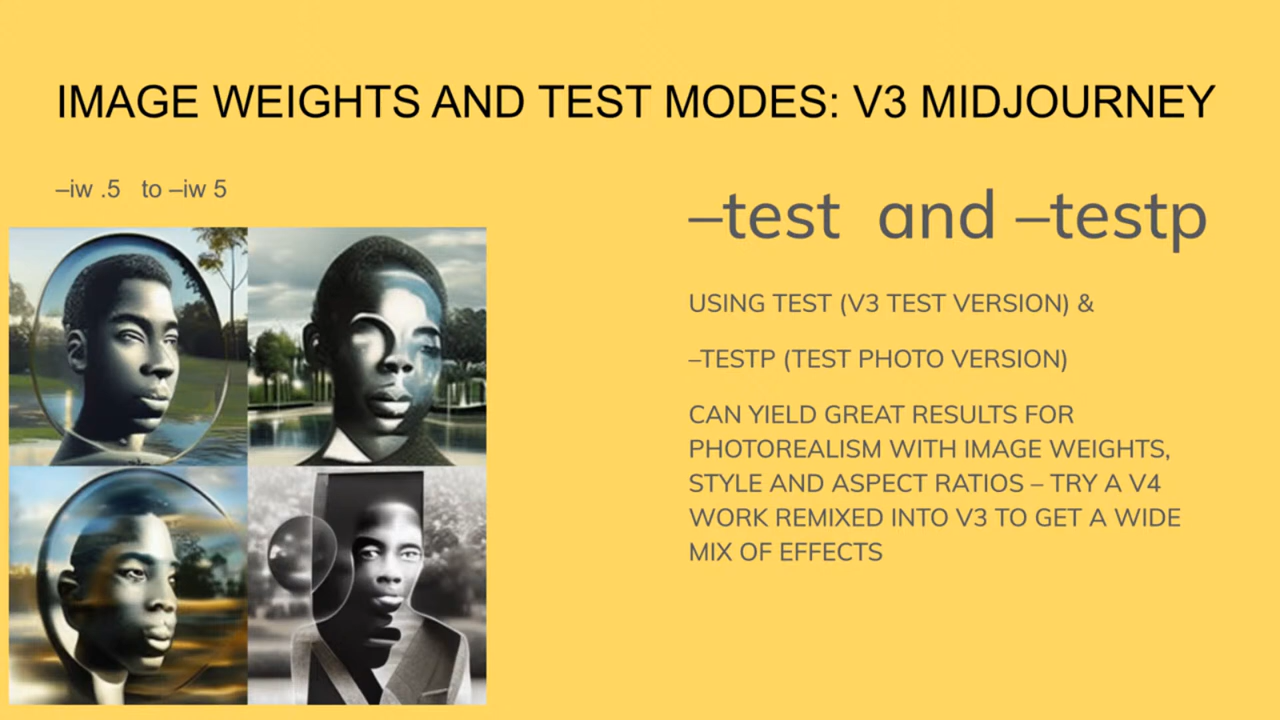 IMAGE WEIGHTS AND TEST MODES: V3 MIDJOURNEY
–iw .5 to –iw 5
–test and –testp
USING TEST (V3 TEST VERSION) &
–TESTP (TEST PHOTO VERSION)
CAN YIELD GREAT RESULTS FOR
PHOTOREALISM WITH IMAGE WEIGHTS,
STYLE AND ASPECT RATIOS – TRY A V4
WORK REMIXED INTO V3 TO GET A WIDE
MIX OF EFFECTS